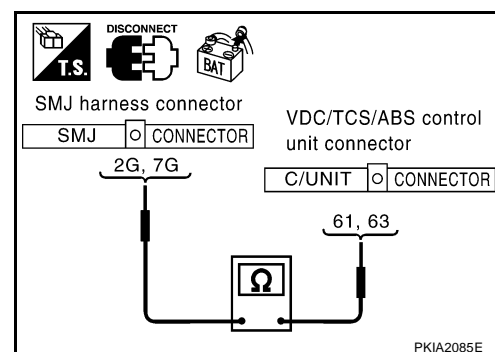 T.S.
DISCONNECT
BAT
SMJ harness connector
SMJ CONNECTOR
2G, 7G
VDC/TCS/ABS control
unit connector
C/UNIT CONNECTOR
61, 63
Ω
PKIA2085E